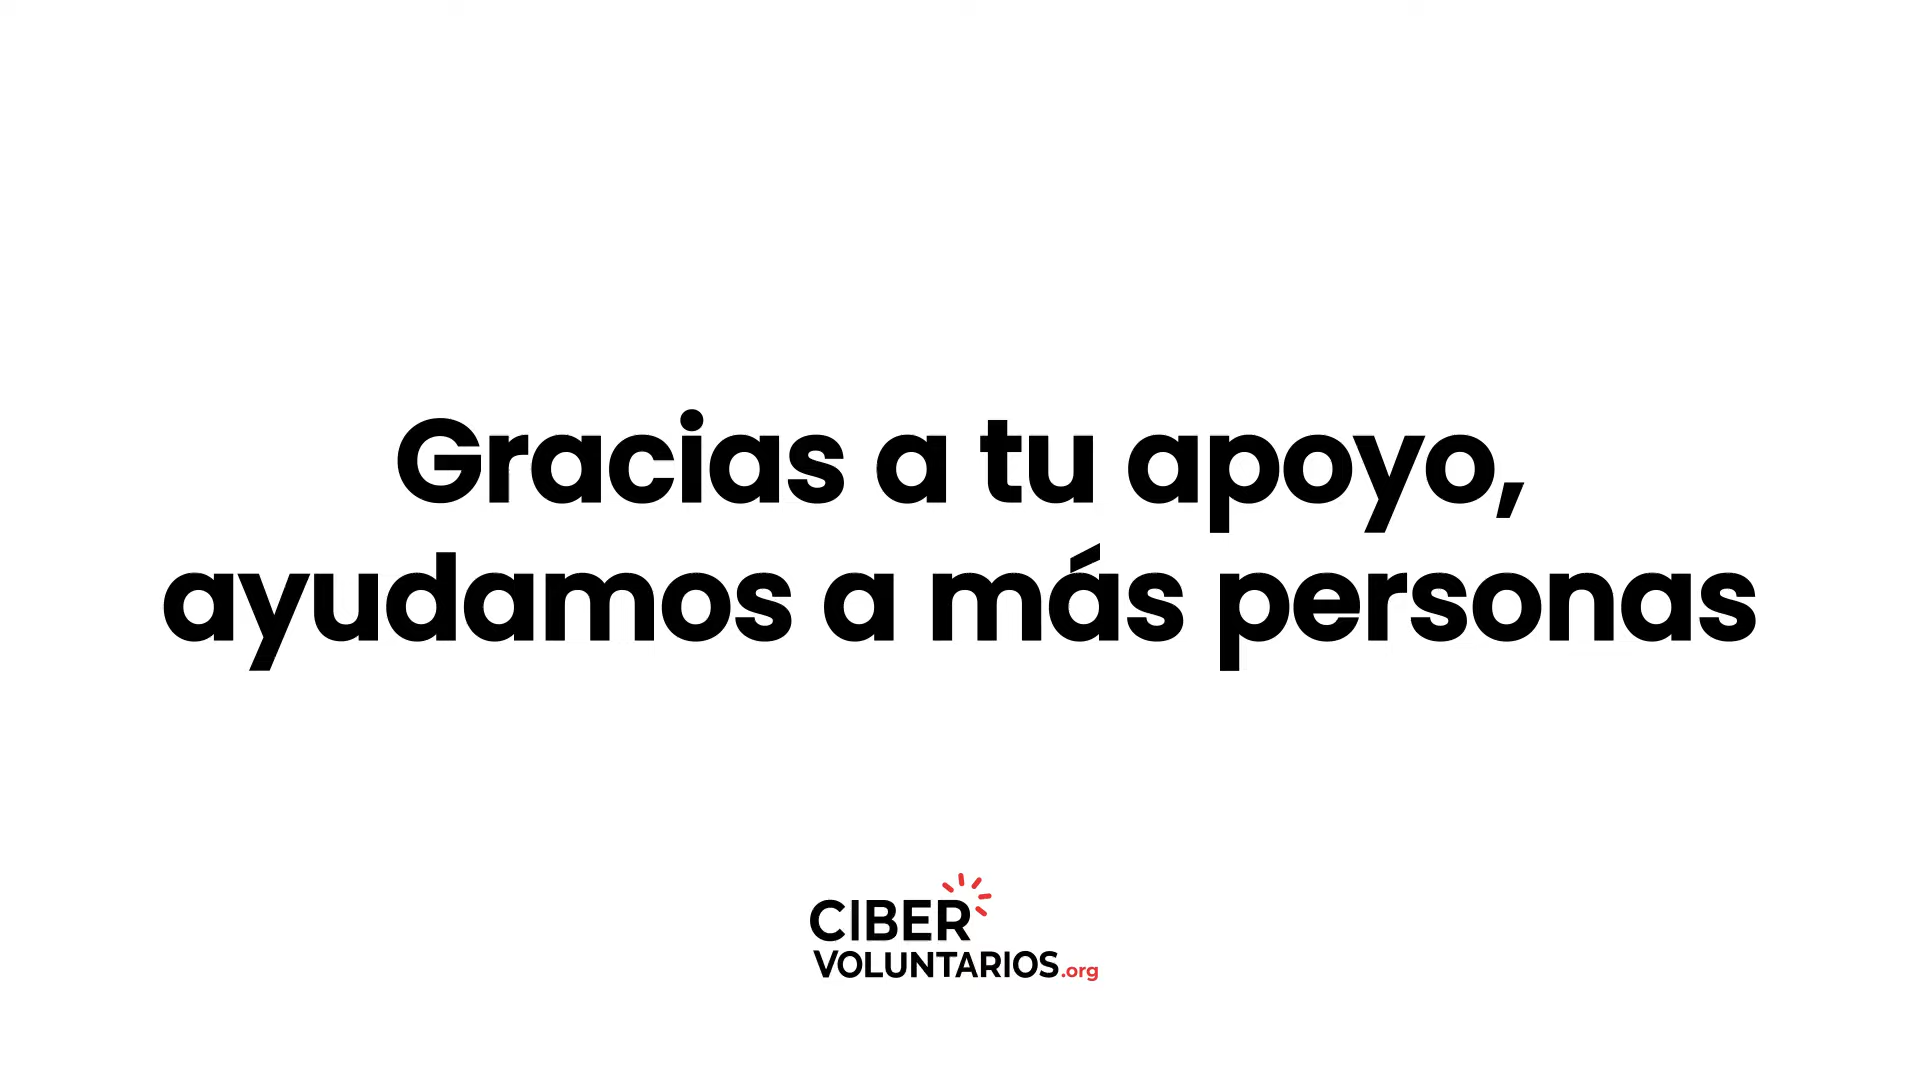 Gracias a tu apoyo,
ayudamos a más personas
CIBER
VOLUNTARIOS.org